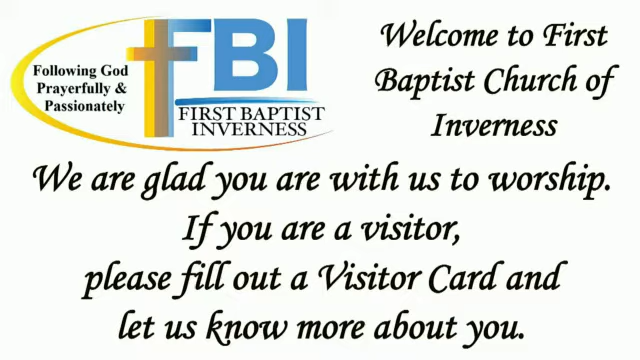 Following God
Prayerfully &
Passionately
FBI
FIRST BAPTIST
INVERNESS
Welcome to First
Baptist Church of
Inverness
We are glad you are with us to worship.
If you are a visitor,
please fill out a Visitor Card and
let us know more about you.